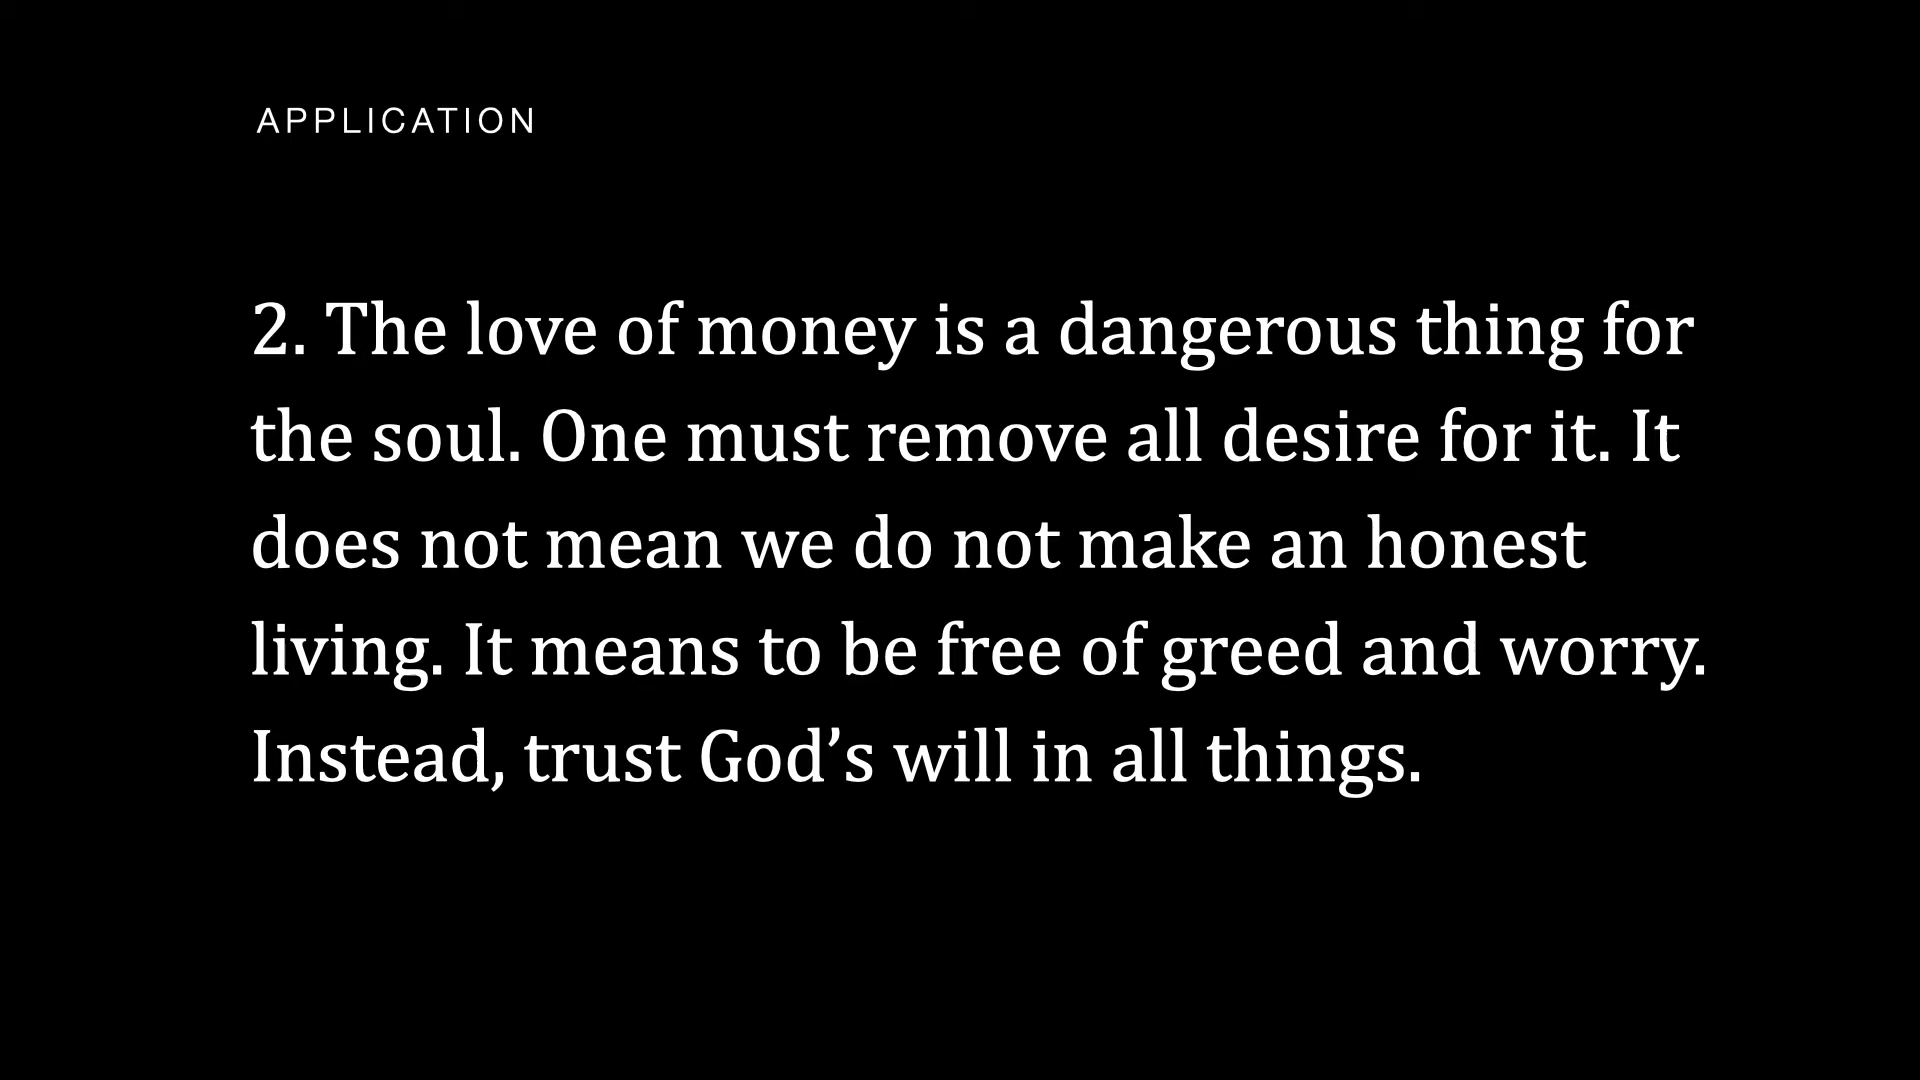 APPLICATION
2. The love of money is a dangerous thing for
the soul. One must remove all desire for it. It
does not mean we do not make an honest
living. It means to be free of greed and worry.
Instead, trust God’s will in all things.